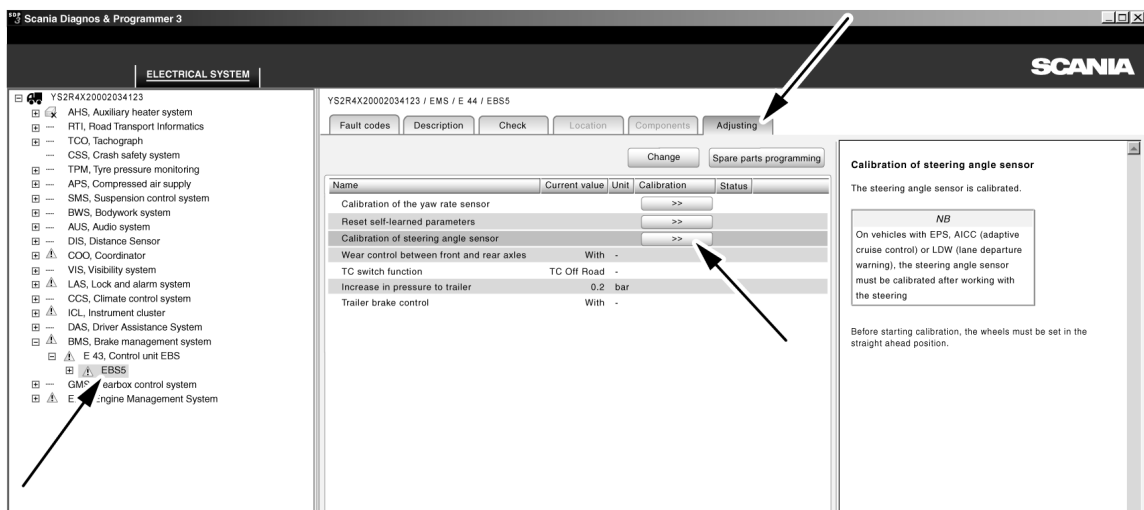 SDP3 Scania Diagnos & Programmer 3
ELECTRICAL SYSTEM
SCANIA
YS2R4X20002034123
AHS, Auxiliary heater system
RTI, Road Transport Informatics
TCO, Tachograph
CSS, Crash safety system
TPM, Tyre pressure monitoring
APS, Compressed air supply
SMS, Suspension control system
BWS, Bodywork system
AUS, Audio system
DIS, Distance Sensor
COO, Coordinator
VIS, Visibility system
LAS, Lock and alarm system
CCS, Climate control system
ICL, Instrument cluster
DAS, Driver Assistance System
BMS, Brake management system
E 43, Control unit EBS
EBS5
GMS, earbox control system
E ngine Management System
YS2R4X20002034123 / EMS / E 44 / EBS5
Fault codes Description Check Location Components Adjusting
Change Spare parts programming
Name Current value Unit Calibration Status
Calibration of the yaw rate sensor >>
Reset self-learned parameters >>
Calibration of steering angle sensor >>
Wear control between front and rear axles With -
TC switch function TC Off Road -
Increase in pressure to trailer 0.2 bar
Trailer brake control With -
Calibration of steering angle sensor
The steering angle sensor is calibrated.
NB
On vehicles with EPS, AICC (adaptive
cruise control) or LDW (lane departure
warning), the steering angle sensor
must be calibrated after working with
the steering
Before starting calibration, the wheels must be set in the
straight ahead position.